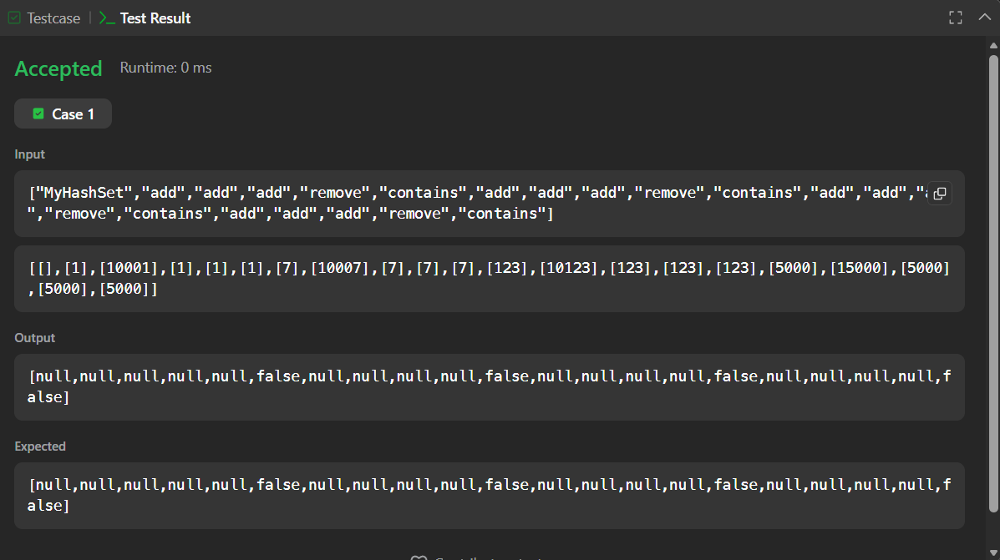 Testcase | >_ Test Result
Accepted Runtime: 0 ms
Case 1
Input
["MyHashSet","add","add","add","remove","contains","add","add","add","remove","contains","add","add","a
","remove","contains","add","add","add","remove","contains"]
[[],[1],[10001],[1],[1],[1],[7],[10007],[7],[7],[7],[123],[10123],[123],[123],[123],[5000],[15000],[5000]
,[5000],[5000]]
Output
[null,null,null,null,null,false,null,null,null,null,false,null,null,null,null,false,null,null,null,null,f
alse]
Expected
[null,null,null,null,null,false,null,null,null,null,false,null,null,null,null,false,null,null,null,null,f
alse]